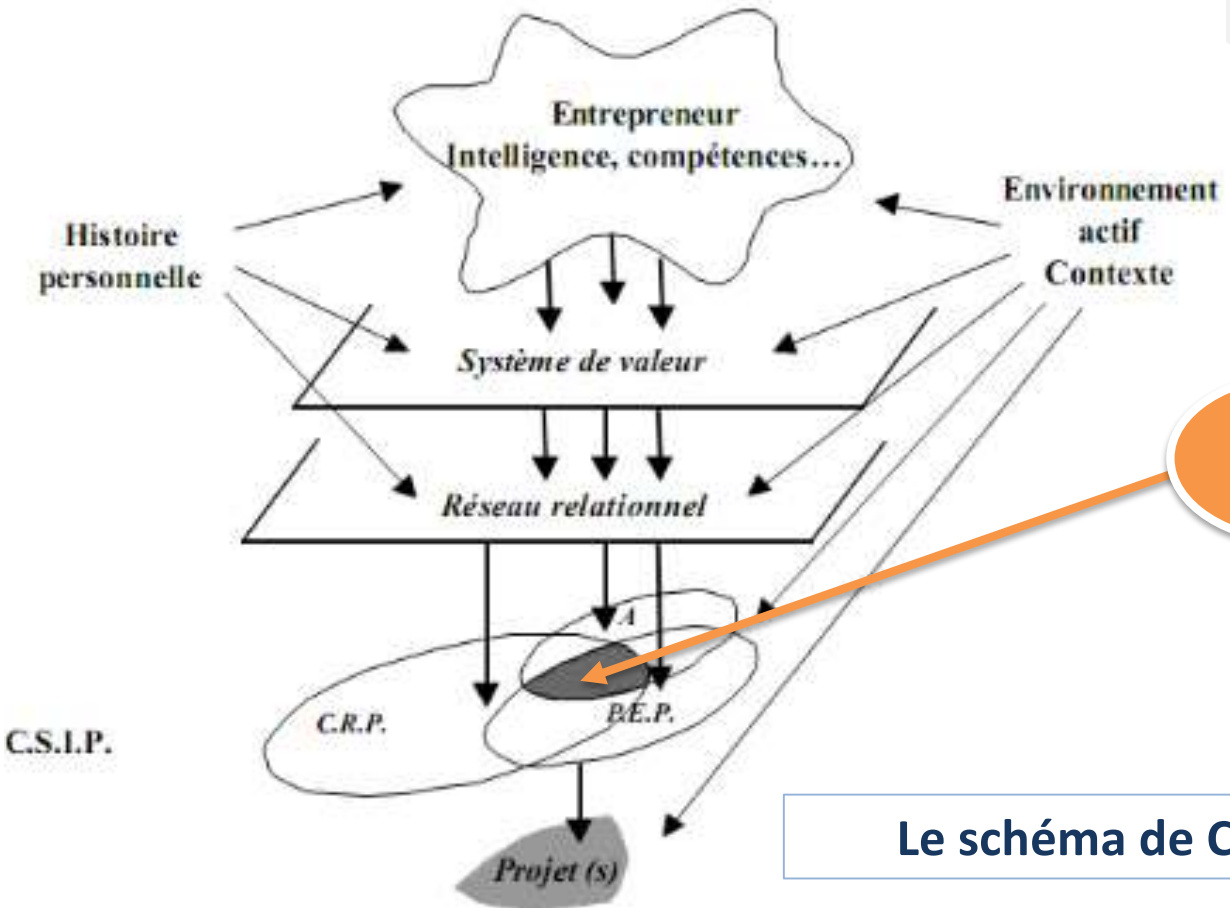 Entrepreneur
Intelligence, compétences…
Histoire
personnelle
Environnement
actif
Contexte
Système de valeur
Réseau relationnel
A
C.R.P.
P.E.P.
C.S.I.P.
Projet (s)
Le schéma de C